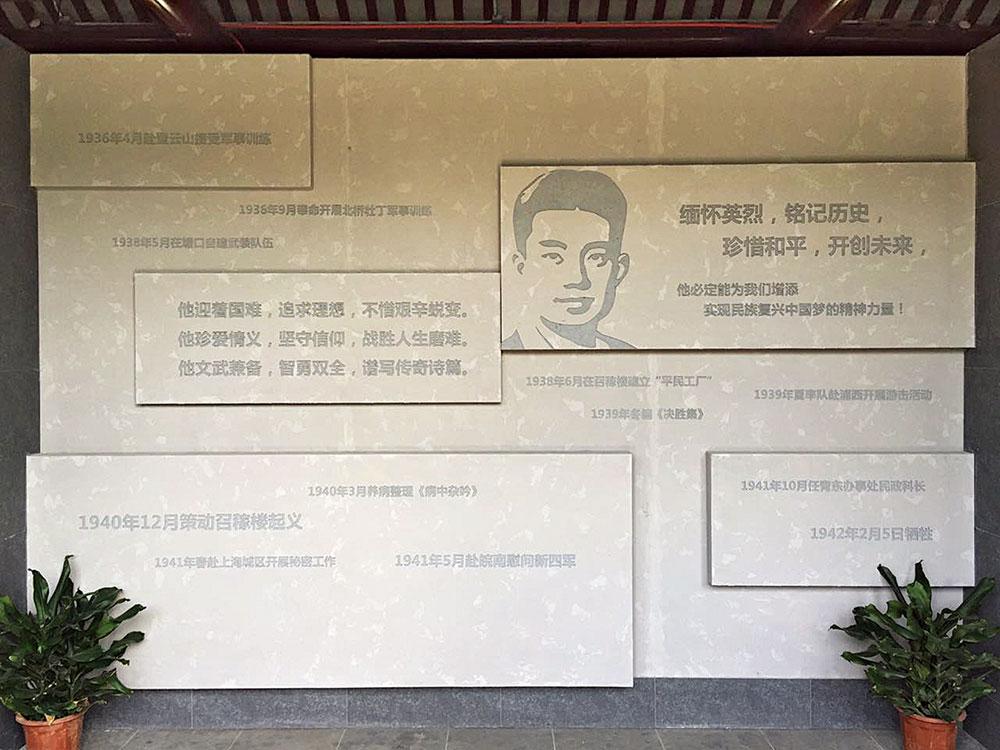 1936年4月赴暨云山接受军事训练
1936年9月奉命开展北桥壮丁军事训练
1938年5月在塘口自建武装队伍
缅怀英烈，铭记历史，
珍惜和平，开创未来，
他必定能为我们增添
实现民族复兴中国梦的精神力量！
他迎着国难，追求理想，不惜艰辛蜕变。
他珍爱情义，坚守信仰，战胜人生磨难。
他文武兼备，智勇双全，谱写传奇诗篇。
1938年6月在召稼楼建立“平民工厂”
1939年夏率队赴浦西开展游击活动
1939年冬编《决胜集》
1940年3月养病整理《病中杂吟》
1940年12月策动召稼楼起义
1941年春赴上海城区开展秘密工作
1941年5月赴皖南慰问新四军
1941年10月任青东办事处民政科长
1942年2月5日牺牲